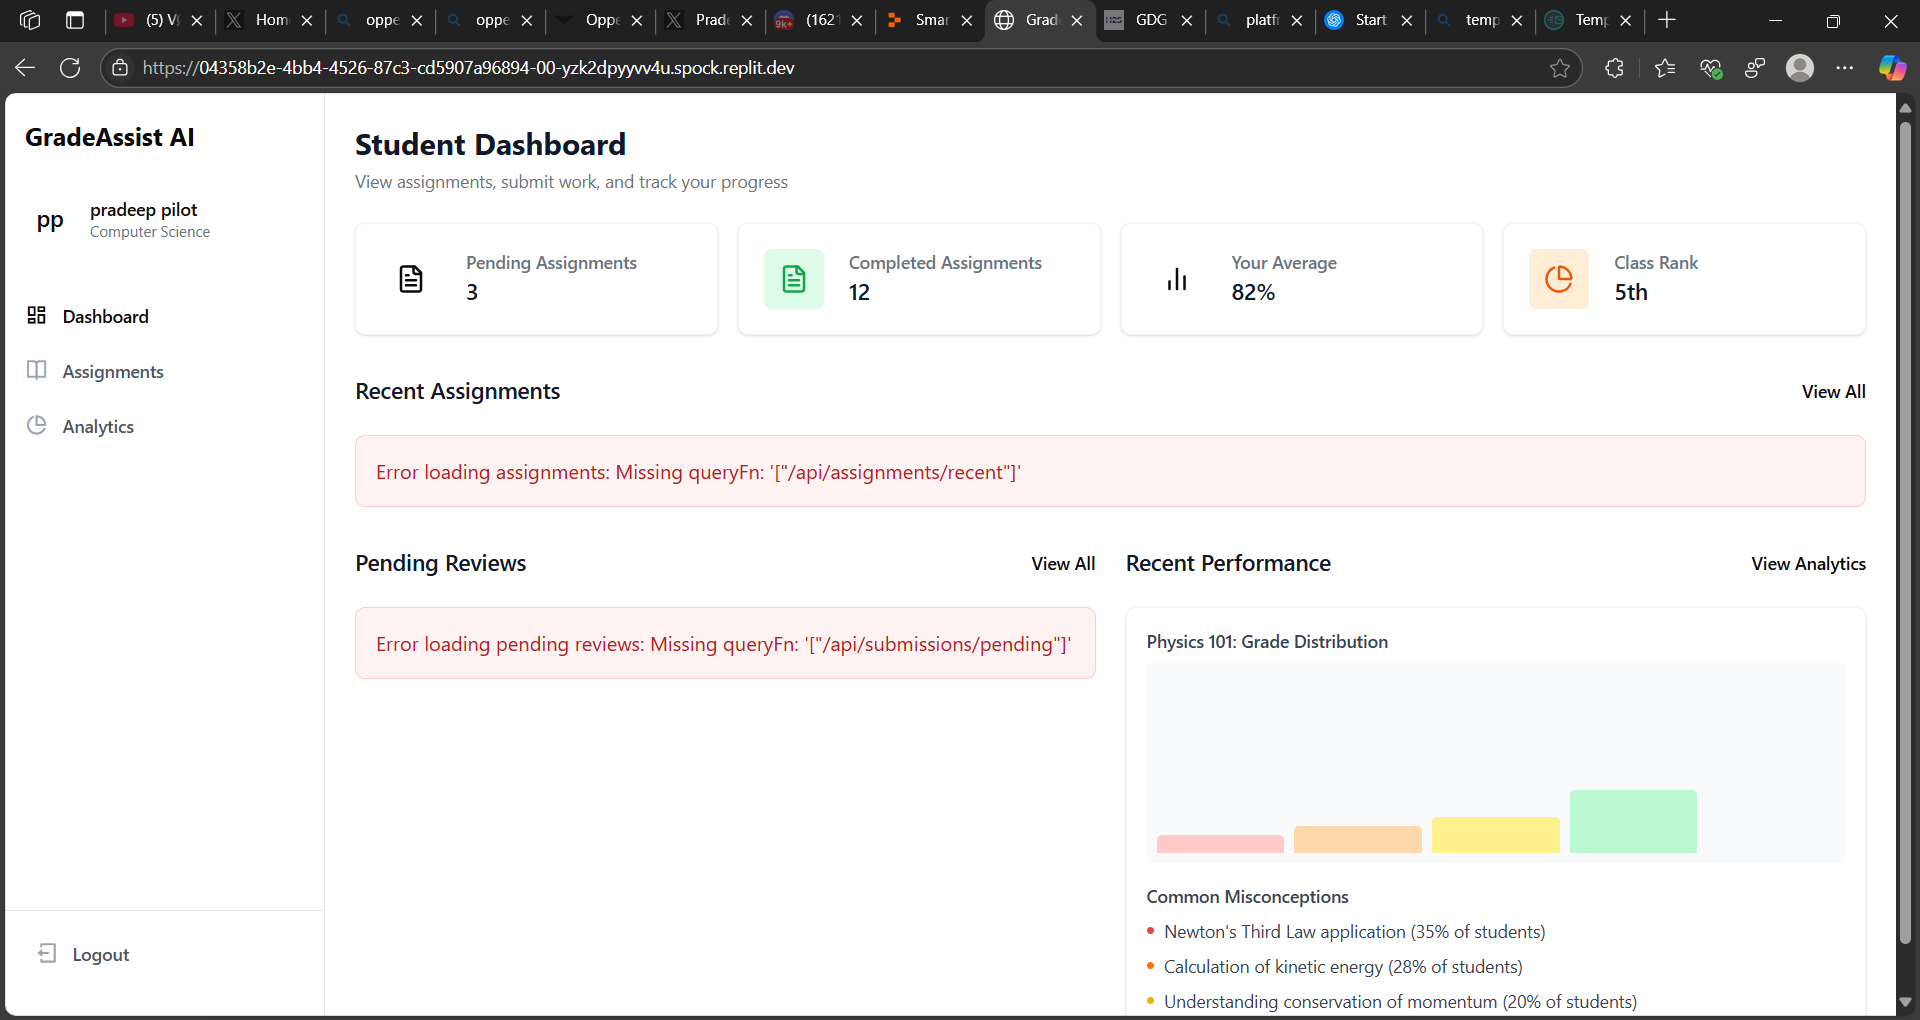 (5) V
Hom
oppe
oppe
Oppe
Prade
9k+
(1621
Smar
Grad
H2S
GDG
platfr
Start
temp
Temp
https://04358b2e-4bb4-4526-87c3-cd5907a96894-00-yzk2dpyyvv4u.spock.replit.dev
GradeAssist AI
pp
pradeep pilot
Computer Science
Dashboard
Assignments
Analytics
Logout
Student Dashboard
View assignments, submit work, and track your progress
Pending Assignments
3
Completed Assignments
12
Your Average
82%
Class Rank
5th
Recent Assignments
View All
Error loading assignments: Missing queryFn: '["/api/assignments/recent"]'
Pending Reviews
View All
Error loading pending reviews: Missing queryFn: '["/api/submissions/pending"]'
Recent Performance
View Analytics
Physics 101: Grade Distribution
Common Misconceptions
Newton's Third Law application (35% of students)
Calculation of kinetic energy (28% of students)
Understanding conservation of momentum (20% of students)